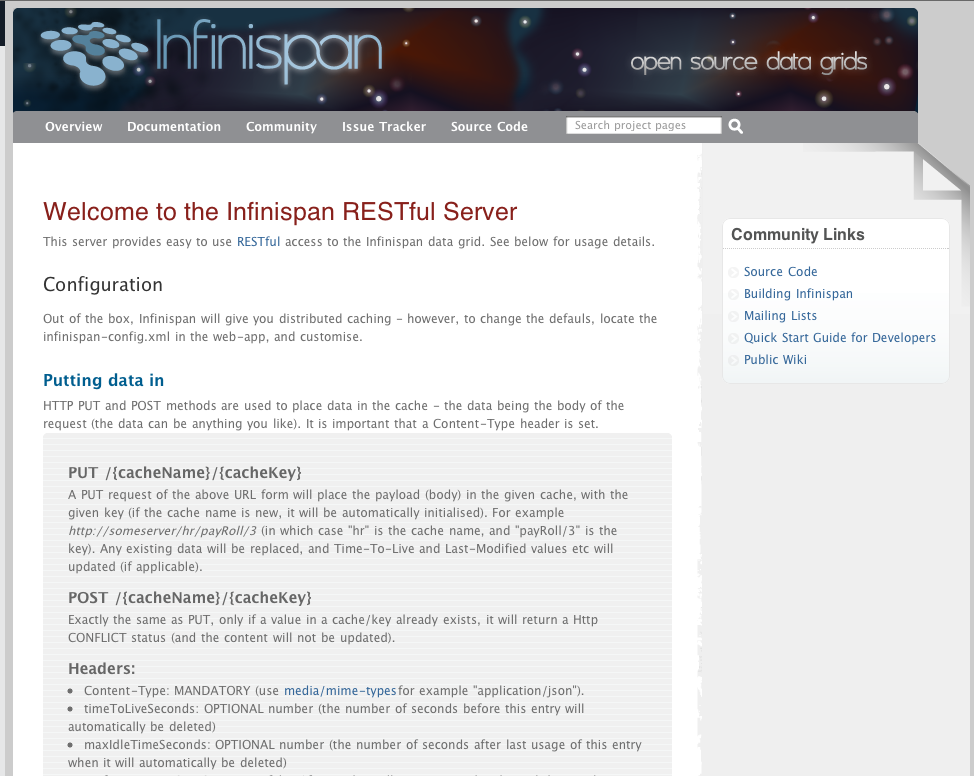 Infinispan
open source data grids
Overview Documentation Community Issue Tracker Source Code Search project pages
Welcome to the Infinispan RESTful Server
This server provides easy to use RESTful access to the Infinispan data grid. See below for usage details.
Configuration
Out of the box, Infinispan will give you distributed caching – however, to change the defauls, locate the
infinispan-config.xml in the web-app, and customise.
Putting data in
HTTP PUT and POST methods are used to place data in the cache – the data being the body of the
request (the data can be anything you like). It is important that a Content-Type header is set.
PUT /{cacheName}/{cacheKey}
A PUT request of the above URL form will place the payload (body) in the given cache, with the
given key (if the cache name is new, it will be automatically initialised). For example
http://someserver/hr/payRoll/3 (in which case "hr" is the cache name, and "payRoll/3" is the
key). Any existing data will be replaced, and Time-To-Live and Last-Modified values etc will
updated (if applicable).
POST /{cacheName}/{cacheKey}
Exactly the same as PUT, only if a value in a cache/key already exists, it will return a Http
CONFLICT status (and the content will not be updated).
Headers:
• Content-Type: MANDATORY (use media/mime-types for example "application/json").
• timeToLiveSeconds: OPTIONAL number (the number of seconds before this entry will
automatically be deleted)
• maxIdleTimeSeconds: OPTIONAL number (the number of seconds after last usage of this entry
when it will automatically be deleted)
Community Links
Source Code
Building Infinispan
Mailing Lists
Quick Start Guide for Developers
Public Wiki